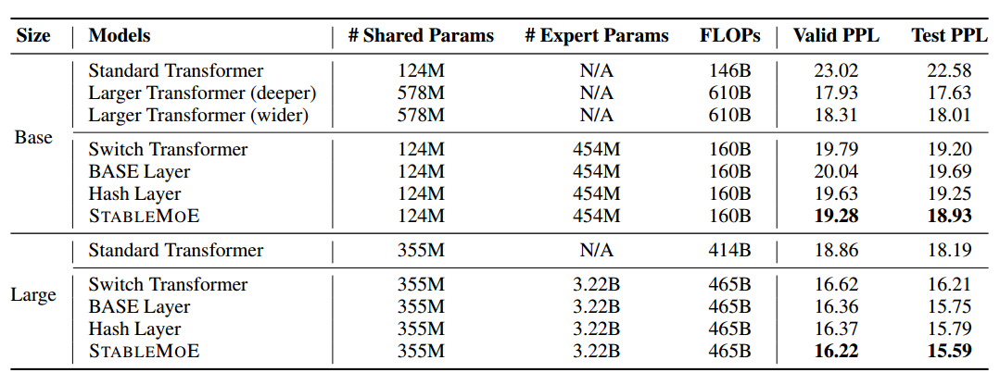 Size Models # Shared Params # Expert Params FLOPs Valid PPL Test PPL
Standard Transformer 124M N/A 146B 23.02 22.58
Larger Transformer (deeper) 578M N/A 610B 17.93 17.63
Larger Transformer (wider) 578M N/A 610B 18.31 18.01
Base
Switch Transformer 124M 454M 160B 19.79 19.20
BASE Layer 124M 454M 160B 20.04 19.69
Hash Layer 124M 454M 160B 19.63 19.25
STABLEMOE 124M 454M 160B 19.28 18.93
Standard Transformer 355M N/A 414B 18.86 18.19
Switch Transformer 355M 3.22B 465B 16.62 16.21
Large
BASE Layer 355M 3.22B 465B 16.36 15.75
Hash Layer 355M 3.22B 465B 16.37 15.79
STABLEMOE 355M 3.22B 465B 16.22 15.59